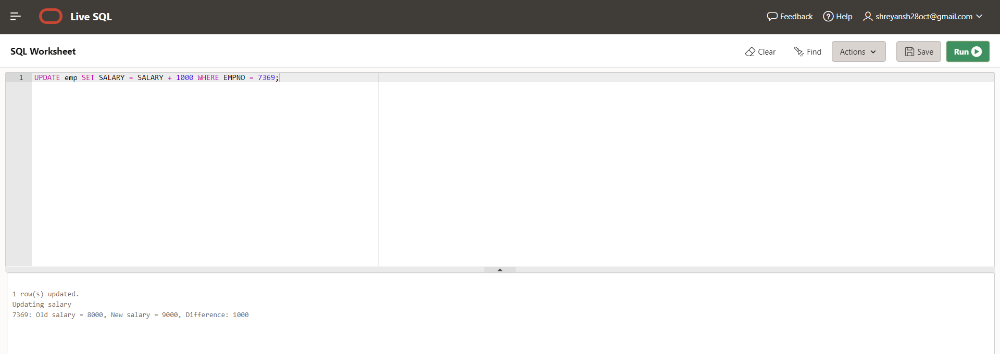 Live SQL
Feedback
Help
shreyansh28oct@gmail.com
SQL Worksheet
Clear
Find
Actions
Save
Run
1 UPDATE emp SET SALARY = SALARY + 1000 WHERE EMPNO = 7369;
1 row(s) updated.
Updating salary
7369: Old salary = 8000, New salary = 9000, Difference: 1000